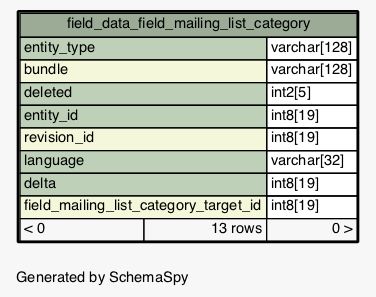 field_data_field_mailing_list_category
entity_type varchar[128]
bundle varchar[128]
deleted int2[5]
entity_id int8[19]
revision_id int8[19]
language varchar[32]
delta int8[19]
field_mailing_list_category_target_id int8[19]
< 0 13 rows 0 >
Generated by SchemaSpy